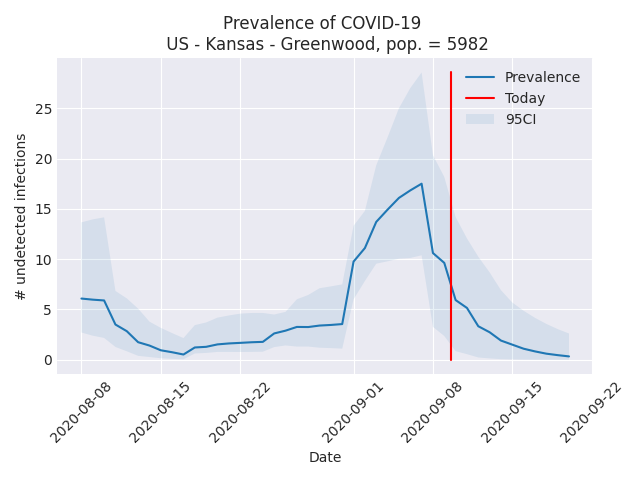 Prevalence of COVID-19
US - Kansas - Greenwood, pop. = 5982
Prevalence
Today
95CI
# undetected infections
25
20
15
10
5
0
2020-08-08
2020-08-15
2020-08-22
2020-09-01
2020-09-08
2020-09-15
2020-09-22
Date